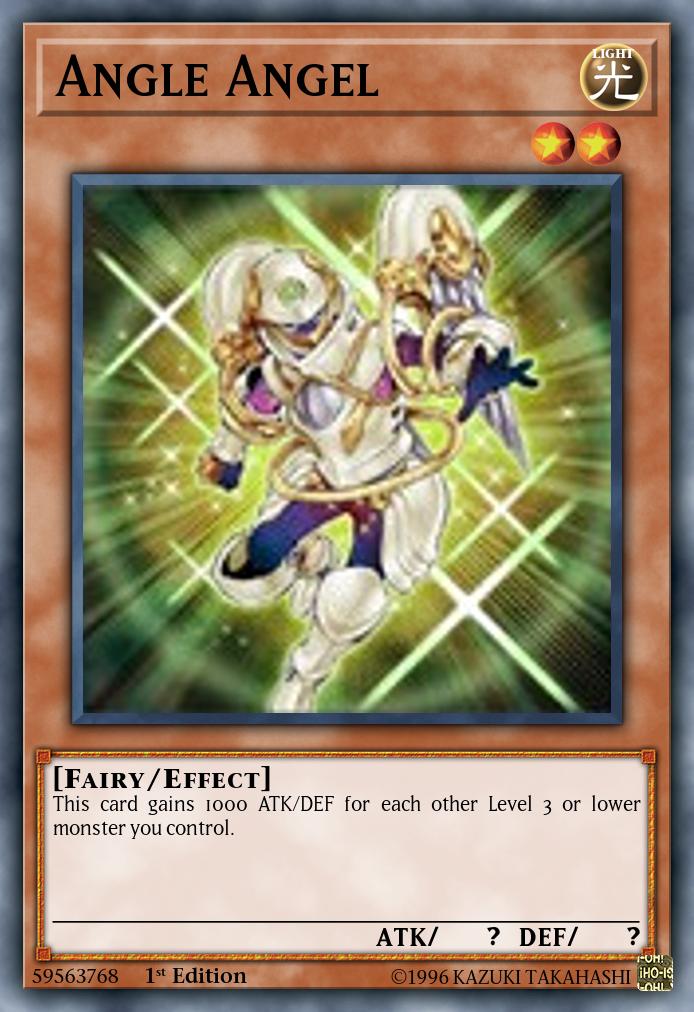 Angle Angel
LIGHT
光
[Fairy/Effect]
This card gains 1000 ATK/DEF for each other Level 3 or lower
monster you control.
ATK/ ? DEF/ ?
59563768 1st Edition ©1996 KAZUKI TAKAHASHI